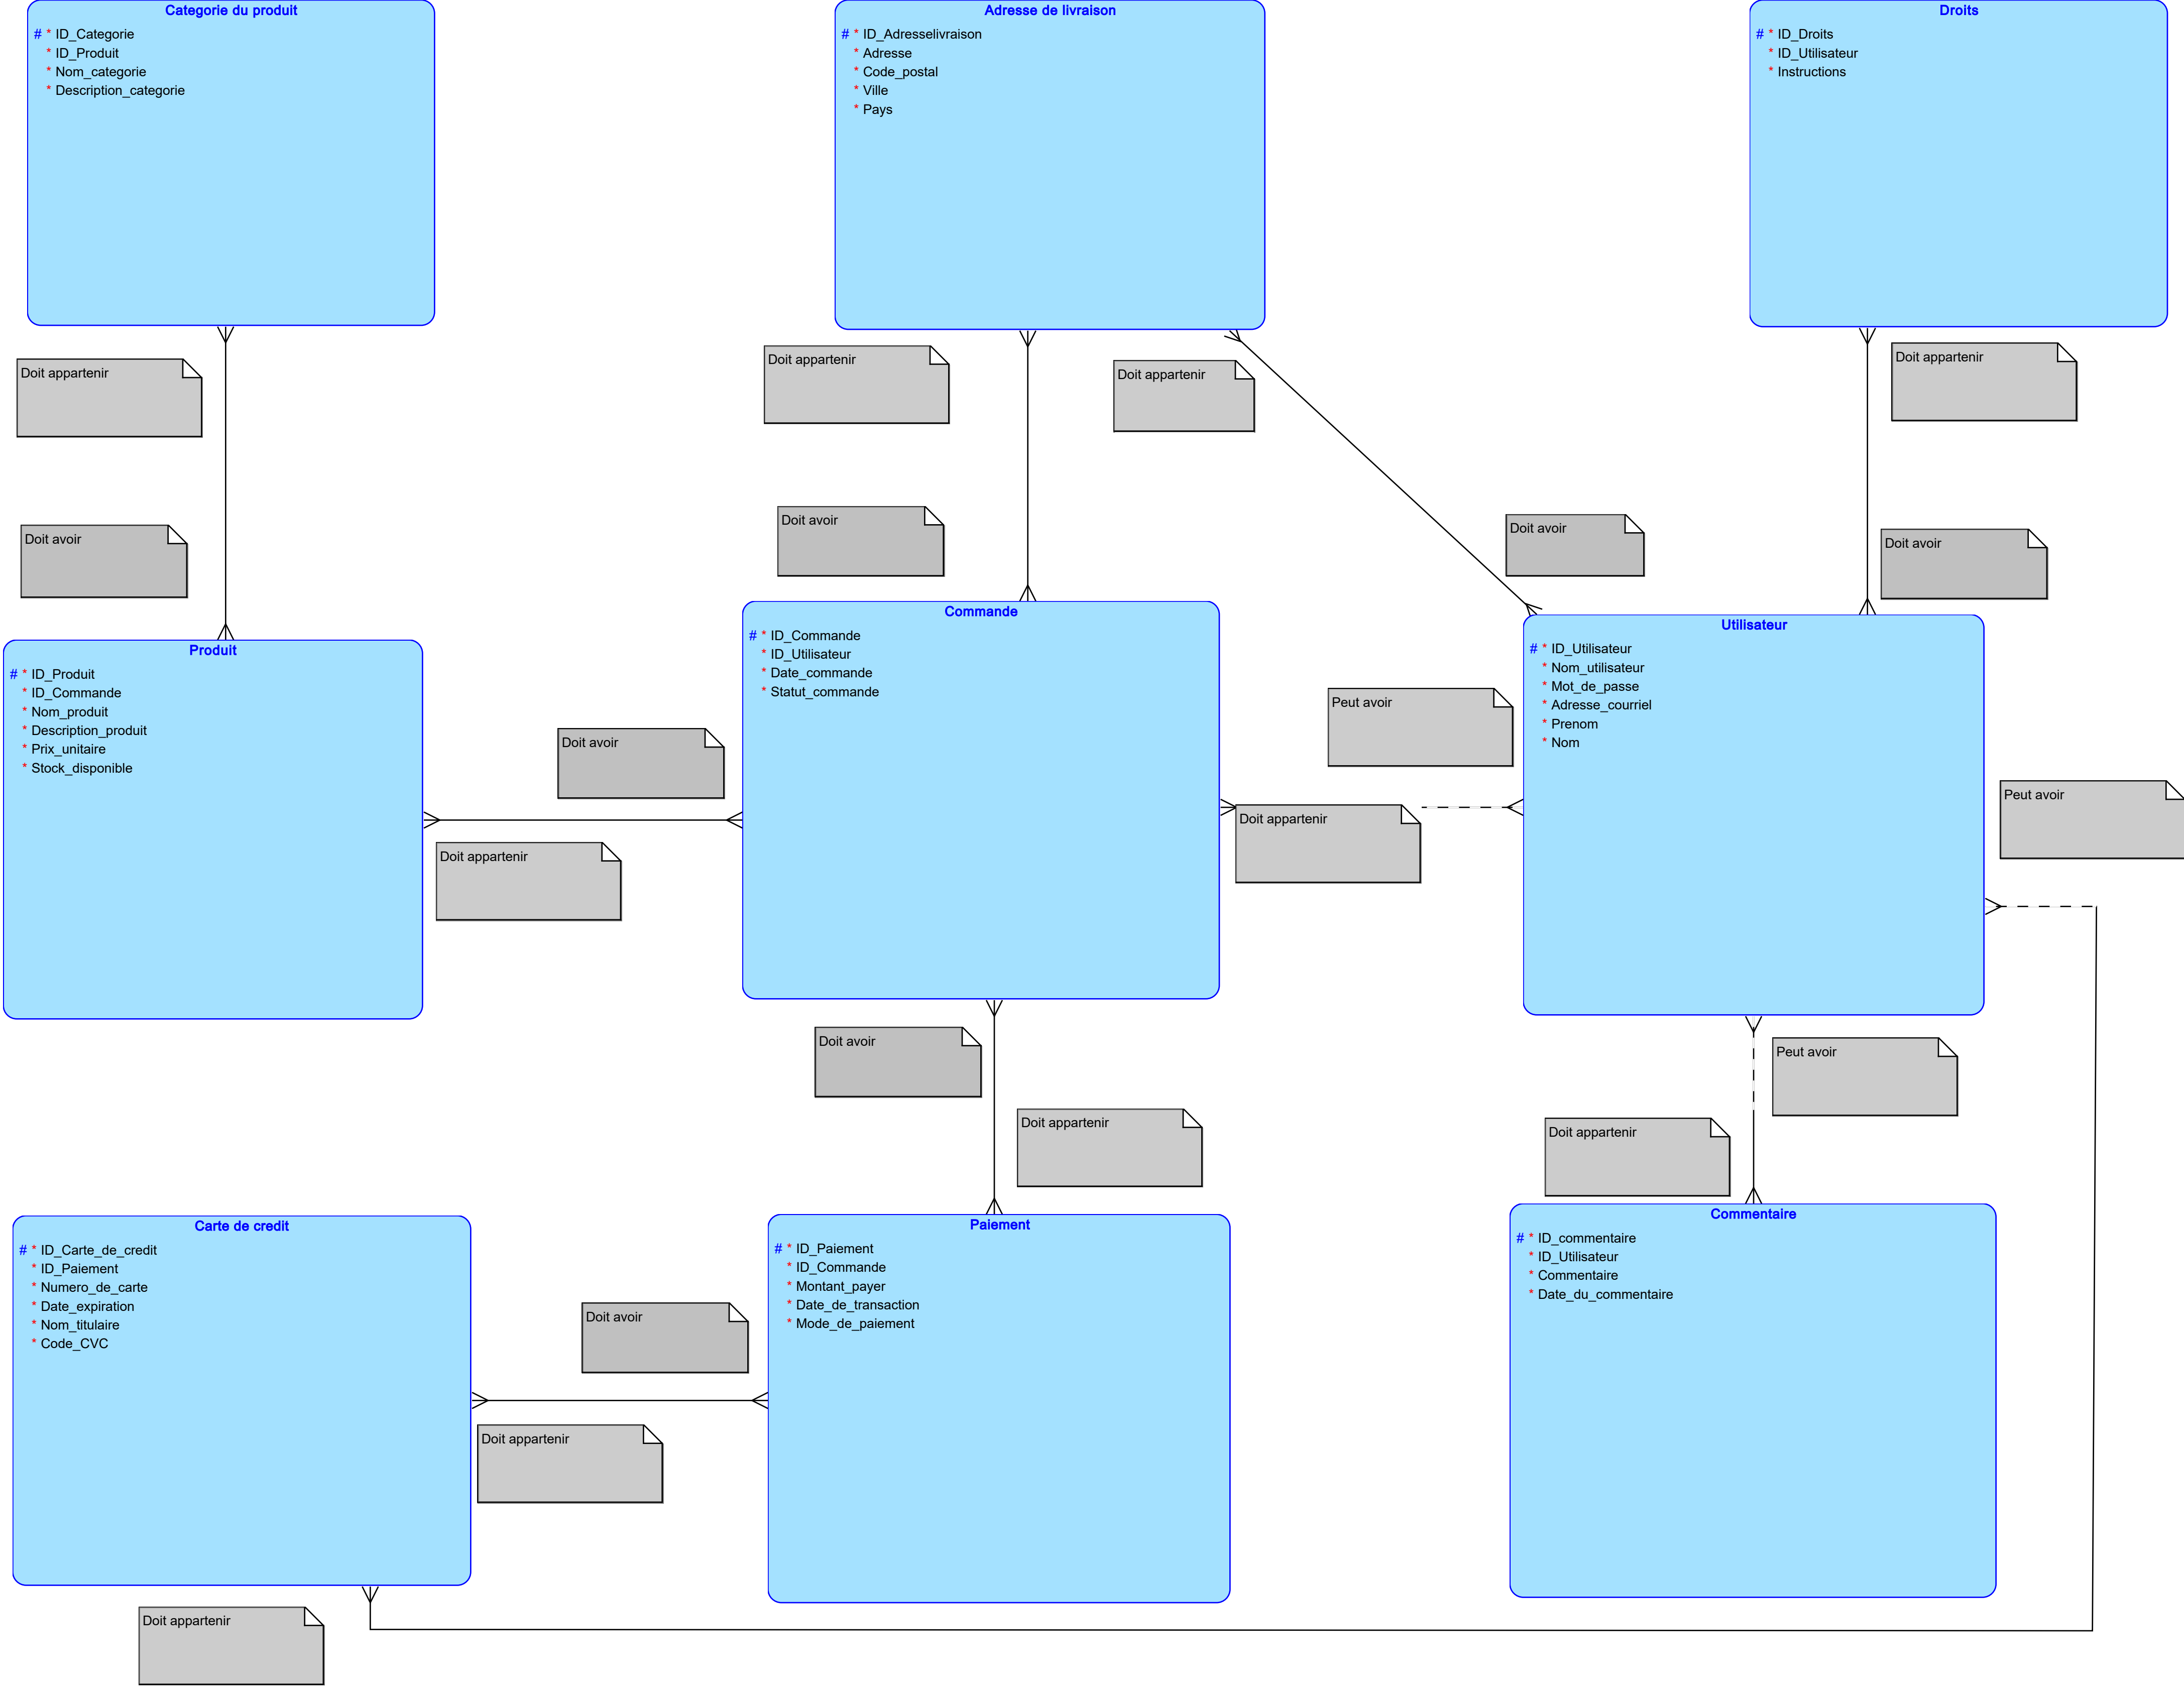 Categorie du produit
# * ID_Categorie
* ID_Produit
* Nom_categorie
* Description_categorie
Adresse de livraison
# * ID_Adresselivraison
* Adresse
* Code_postal
* Ville
* Pays
Droits
# * ID_Droits
* ID_Utilisateur
* Instructions
Doit appartenir
Doit appartenir
Doit appartenir
Doit appartenir
Doit avoir
Doit avoir
Doit avoir
Doit avoir
Produit
# * ID_Produit
* ID_Commande
* Nom_produit
* Description_produit
* Prix_unitaire
* Stock_disponible
Doit avoir
Doit appartenir
Commande
# * ID_Commande
* ID_Utilisateur
* Date_commande
* Statut_commande
Peut avoir
Doit appartenir
Utilisateur
# * ID_Utilisateur
* Nom_utilisateur
* Mot_de_passe
* Adresse_courriel
* Prenom
* Nom
Peut avoir
Doit avoir
Doit appartenir
Peut avoir
Doit appartenir
Carte de credit
# * ID_Carte_de_credit
* ID_Paiement
* Numero_de_carte
* Date_expiration
* Nom_titulaire
* Code_CVC
Doit avoir
Doit appartenir
Paiement
# * ID_Paiement
* ID_Commande
* Montant_payer
* Date_de_transaction
* Mode_de_paiement
Commentaire
# * ID_commentaire
* ID_Utilisateur
* Commentaire
* Date_du_commentaire
Doit appartenir